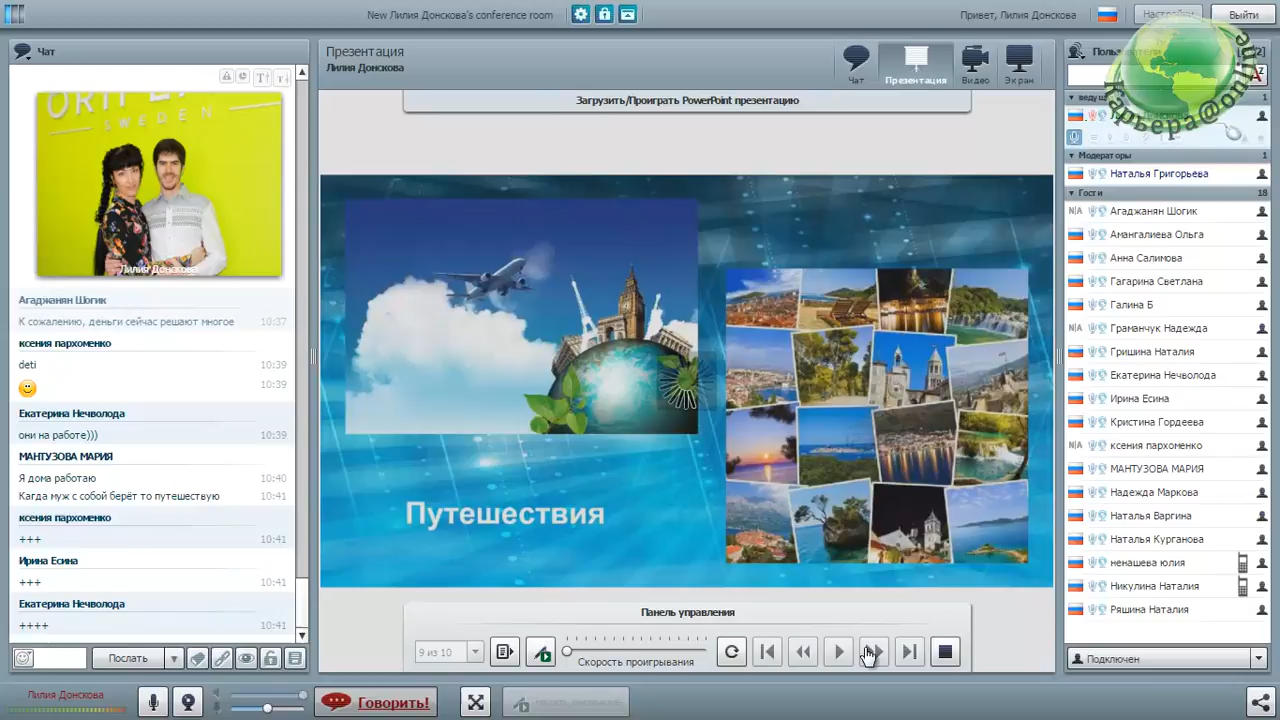 New Лилия Донскова's conference room
Привет, Лилия Донскова
Настройки
Выйти
Чат
ORIFLAME
SWEDEN
Лилия Донскова
Агаджанян Шогик
К сожалению, деньги сейчас решают многое 10:37
ксения пархоменко
deti 10:39
10:39
Екатерина Нечволода
они на работе))) 10:39
МАНТУЗОВА МАРИЯ
Я дома работаю 10:40
Кагда муж с собой берёт то путешествую 10:41
ксения пархоменко
+++ 10:41
Ирина Есина
+++ 10:41
Екатерина Нечволода
++++ 10:41
Послать
Презентация
Лилия Донскова
Чат
Презентация
Видео
Экран
Загрузить/Проиграть PowerPoint презентацию
Путешествия
Панель управления
9 из 10
Скорость проигрывания
Карьера@online
Модераторы 1
Наталья Григорьева
Гости 18
N|A Агаджанян Шогик
Амангалиева Ольга
Анна Салимова
Гагарина Светлана
Галина Б
N|A Граманчук Надежда
Гришина Наталия
Екатерина Нечволода
Ирина Есина
Кристина Гордеева
N|A ксения пархоменко
МАНТУЗОВА МАРИЯ
Надежда Маркова
Наталья Варгина
Наталья Курганова
ненашева юлия
Никулина Наталия
Ряшина Наталия
Подключен
Лилия Донскова
Говорить!